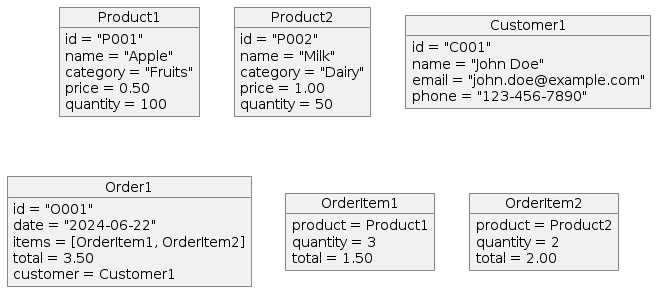 Product1
id = "P001"
name = "Apple"
category = "Fruits"
price = 0.50
quantity = 100
Product2
id = "P002"
name = "Milk"
category = "Dairy"
price = 1.00
quantity = 50
Customer1
id = "C001"
name = "John Doe"
email = "john.doe@example.com"
phone = "123-456-7890"
Order1
id = "O001"
date = "2024-06-22"
items = [OrderItem1, OrderItem2]
total = 3.50
customer = Customer1
OrderItem1
product = Product1
quantity = 3
total = 1.50
OrderItem2
product = Product2
quantity = 2
total = 2.00